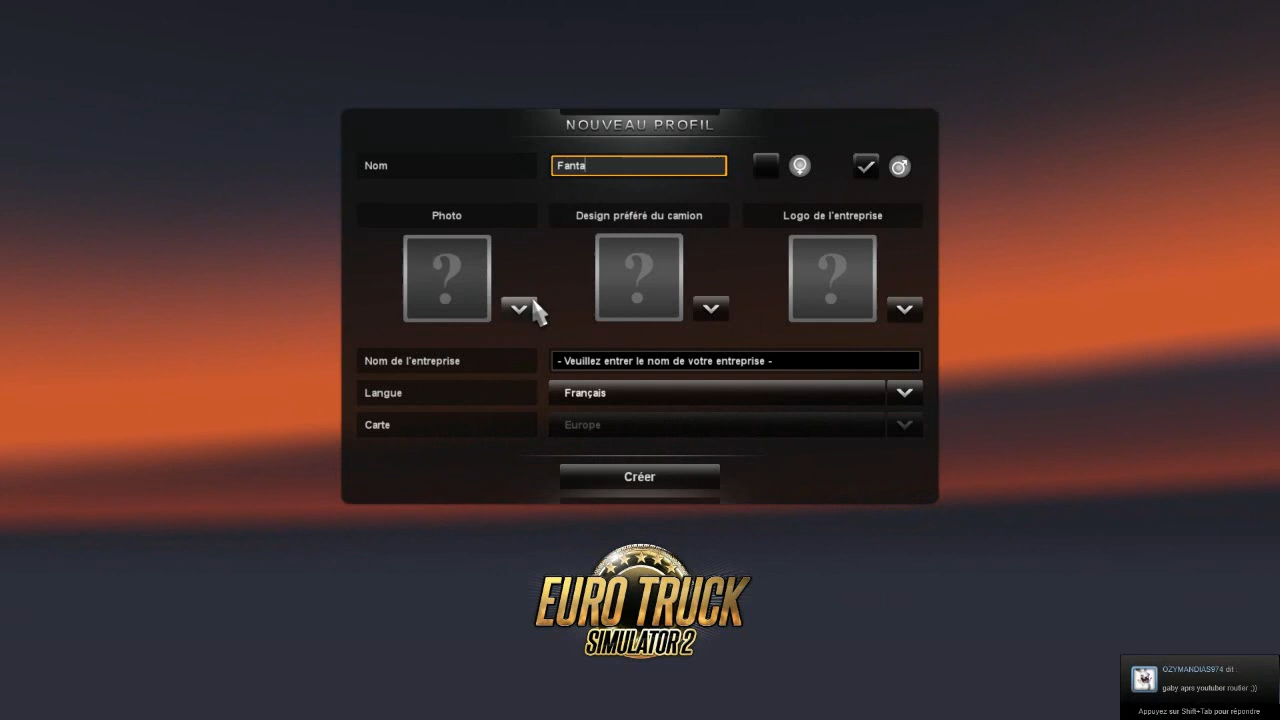 NOUVEAU PROFIL
Nom
Fanta
Photo
Design préféré du camion
Logo de l'entreprise
?
?
?
Nom de l'entreprise
- Veuillez entrer le nom de votre entreprise -
Langue
Français
Carte
Europe
Créer
EURO TRUCK
SIMULATOR 2
OZYMANDIAS974 dit :
gaby aprs youtuber routier ;))
Appuyez sur Shift+Tab pour répondre